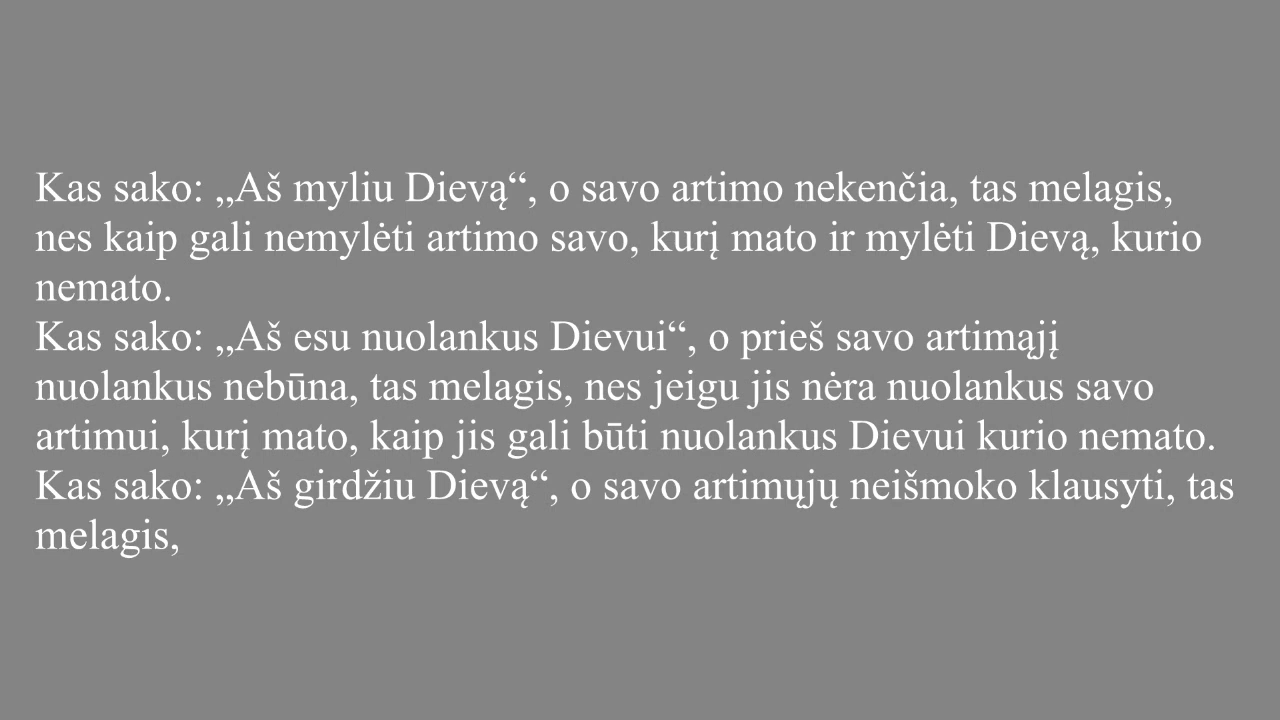 Kas sako: „Aš myliu Dievą“, o savo artimo nekenčia, tas melagis,
nes kaip gali nemylėti artimo savo, kurį mato ir mylėti Dievą, kurio
nemato.
Kas sako: „Aš esu nuolankus Dievui“, o prieš savo artimąjį
nuolankus nebūna, tas melagis, nes jeigu jis nėra nuolankus savo
artimui, kurį mato, kaip jis gali būti nuolankus Dievui kurio nemato.
Kas sako: „Aš girdžiu Dievą“, o savo artimųjų neišmoko klausyti, tas
melagis,